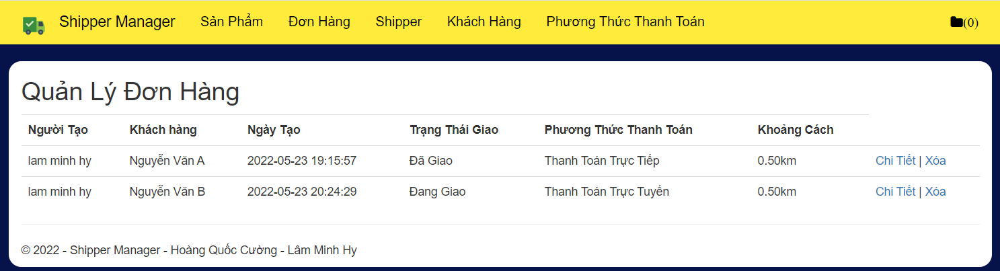 Shipper Manager Sản Phẩm Đơn Hàng Shipper Khách Hàng Phương Thức Thanh Toán (0)
Quản Lý Đơn Hàng
Người Tạo Khách hàng Ngày Tạo Trạng Thái Giao Phương Thức Thanh Toán Khoảng Cách
lam minh hy Nguyễn Văn A 2022-05-23 19:15:57 Đã Giao Thanh Toán Trực Tiếp 0.50km Chi Tiết | Xóa
lam minh hy Nguyễn Văn B 2022-05-23 20:24:29 Đang Giao Thanh Toán Trực Tuyến 0.50km Chi Tiết | Xóa
© 2022 - Shipper Manager - Hoàng Quốc Cường - Lâm Minh Hy